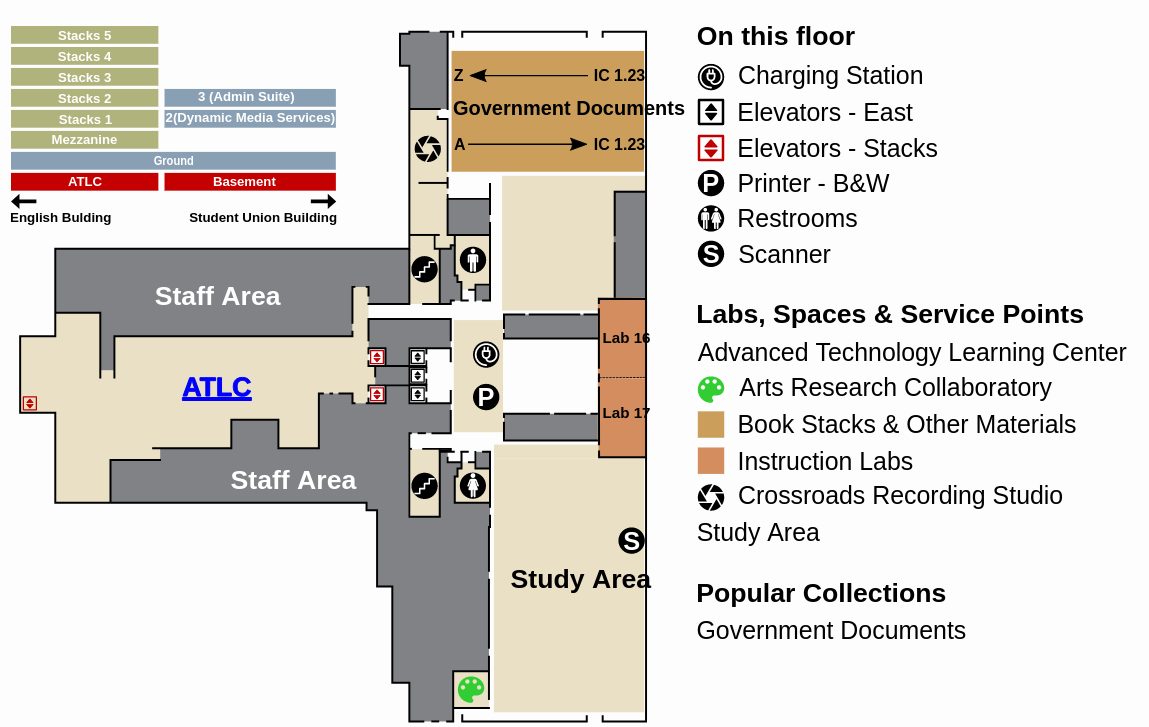 Stacks 5
Stacks 4
Stacks 3
Stacks 2
3 (Admin Suite)
Stacks 1
2(Dynamic Media Services)
Mezzanine
Ground
ATLC
Basement
English Bulding
Student Union Building
Z
IC 1.23
Government Documents
A
IC 1.23
Staff Area
Lab 16
ATLC
P
Lab 17
Staff Area
S
Study Area
On this floor
Charging Station
Elevators - East
Elevators - Stacks
P Printer - B&W
Restrooms
S Scanner
Labs, Spaces & Service Points
Advanced Technology Learning Center
Arts Research Collaboratory
Book Stacks & Other Materials
Instruction Labs
Crossroads Recording Studio
Study Area
Popular Collections
Government Documents